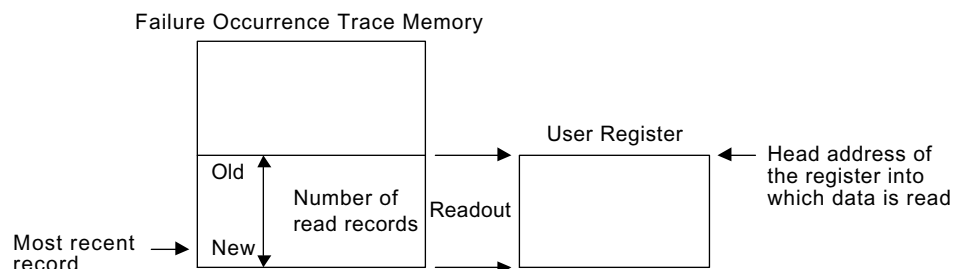 Failure Occurrence Trace Memory
User Register
Head address of
the register into
which data is read
Old
Number of
read records
Readout
New
Most recent
record